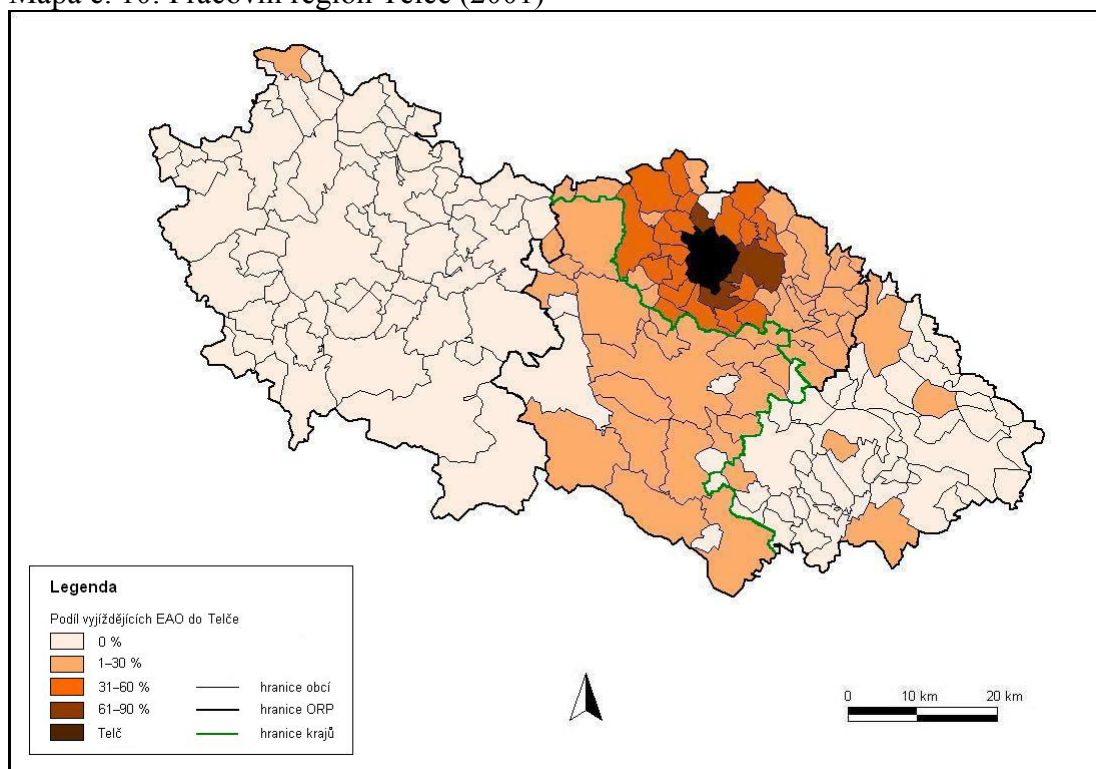 Mapa č. 10: Pracovní region Telče (2001)
Legenda
Podíl vyjíždějících EAO do Telče
0 %
1–30 %
31–60 %
61–90 %
Telč
hranice obcí
hranice ORP
hranice krajů
0 10 km 20 km